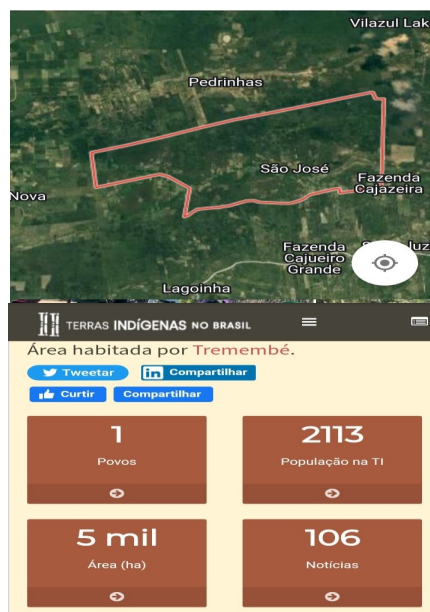 Vilazul Lak
Pedrinhas
São José
Fazenda
Cajazeira
Nova
Fazenda
Cajueiro
Grande
Lagoinha
TERRAS INDÍGENAS NO BRASIL
Área habitada por Tremembé.
Tweetar
in Compartilhar
Curtir Compartilhar
1 2113
Povos População na TI
5 mil 106
Área (ha) Notícias